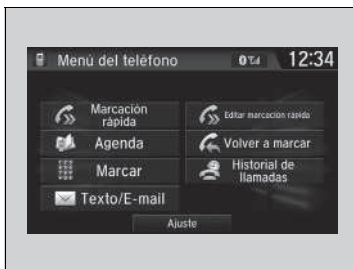 Menú del teléfono
12:34
Marcación
rápida
Editar marcación rápida
Agenda
Volver a marcar
Marcar
Historial de
llamadas
Texto/E-mail
Ajuste